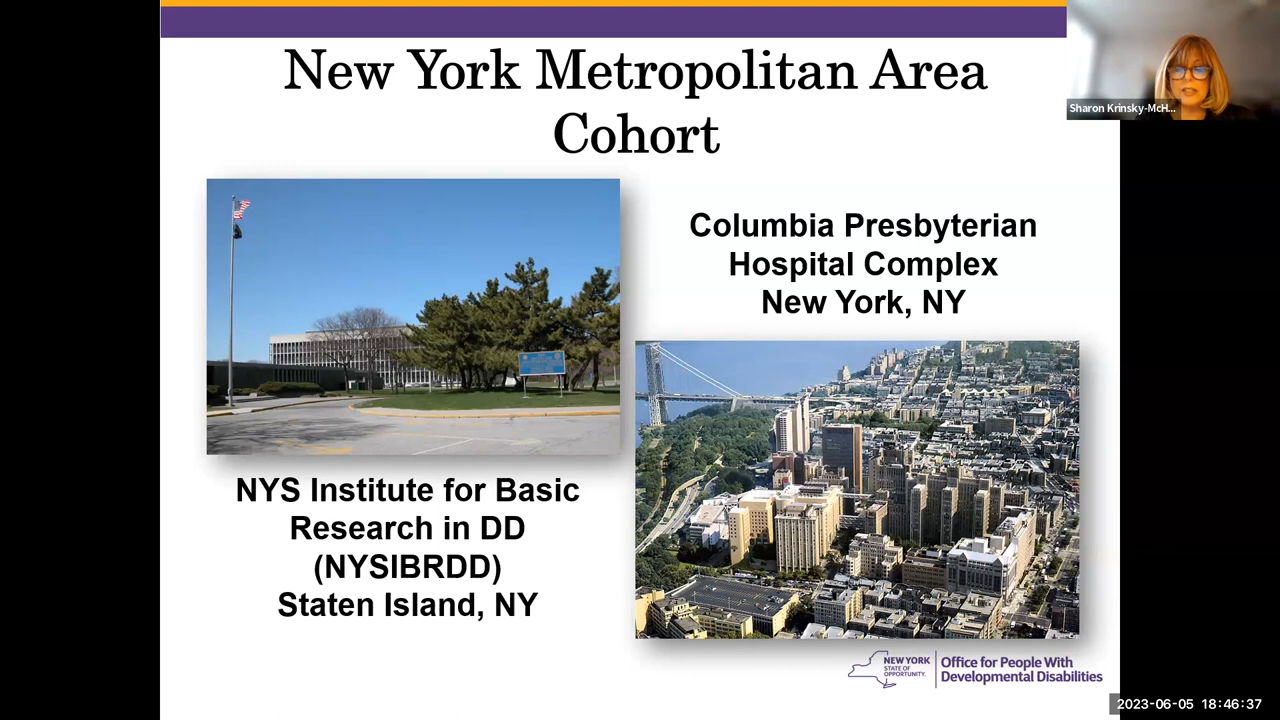 New York Metropolitan Area
Cohort
Sharon Krinsky-McH...
Columbia Presbyterian
Hospital Complex
New York, NY
NYS Institute for Basic
Research in DD
(NYSIBRDD)
Staten Island, NY
NEW YORK
STATE OF
OPPORTUNITY.
Office for People With
Developmental Disabilities
2023-06-05 18:46:37